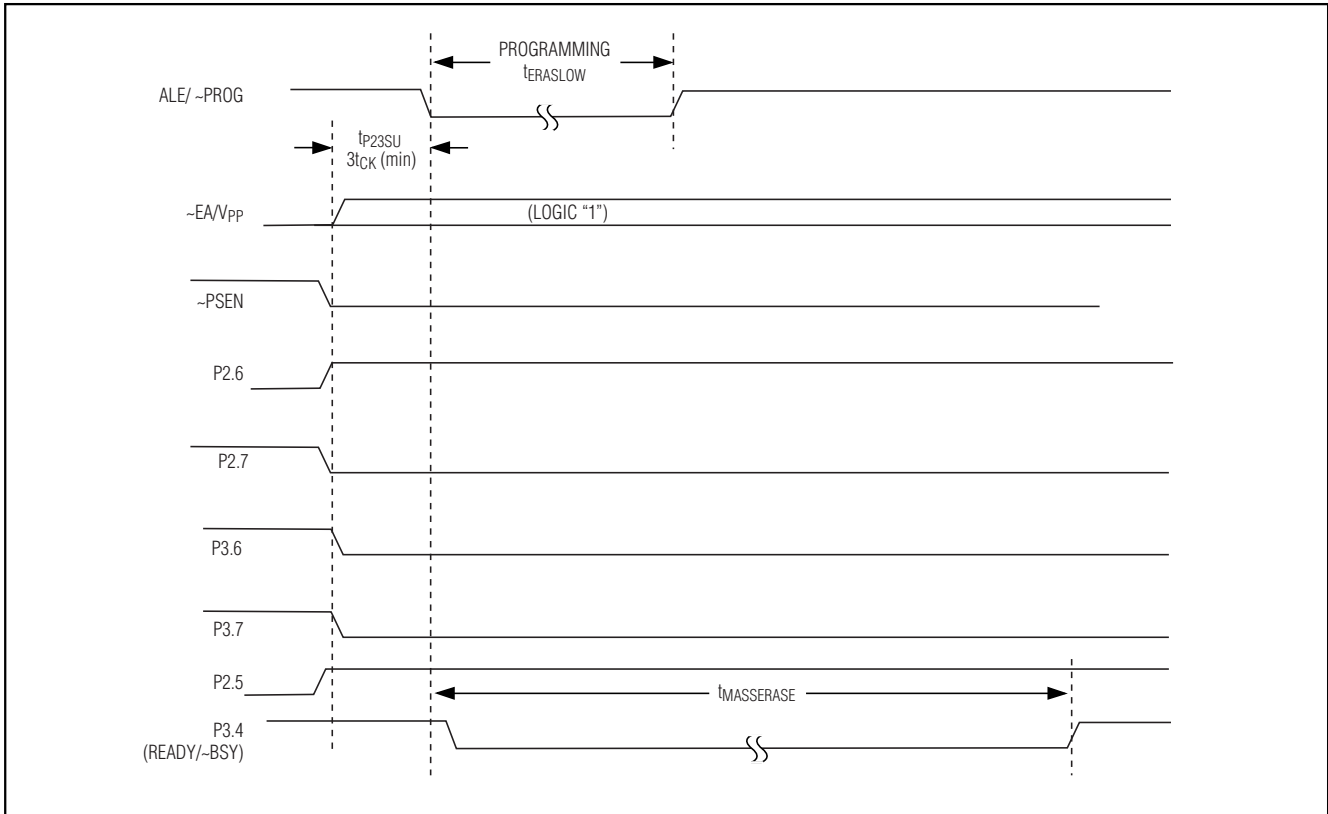 PROGRAMMING
tERASLOW
ALE/ ~PROG
tP23SU
3tCK (min)
~EA/VPP
(LOGIC “1”)
~PSEN
P2.6
P2.7
P3.6
P3.7
P2.5
tMASSERASE
P3.4
(READY/~BSY)